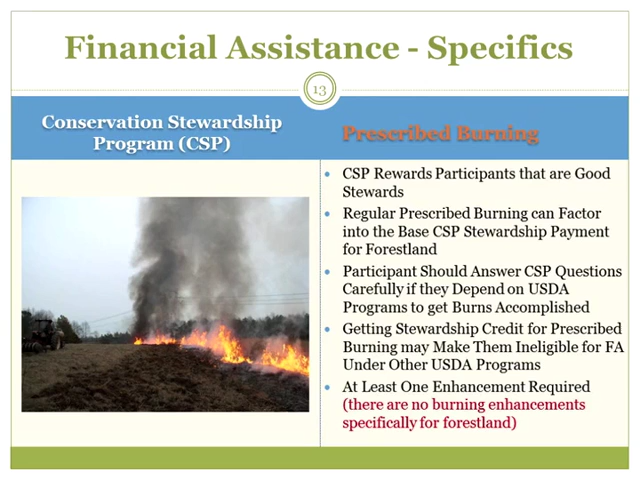 Financial Assistance - Specifics
13
Conservation Stewardship
Program (CSP)
Prescribed Burning
CSP Rewards Participants that are Good
Stewards
Regular Prescribed Burning can Factor
into the Base CSP Stewardship Payment
for Forestland
Participant Should Answer CSP Questions
Carefully if they Depend on USDA
Programs to get Burns Accomplished
Getting Stewardship Credit for Prescribed
Burning may Make Them Ineligible for FA
Under Other USDA Programs
At Least One Enhancement Required
(there are no burning enhancements
specifically for forestland)